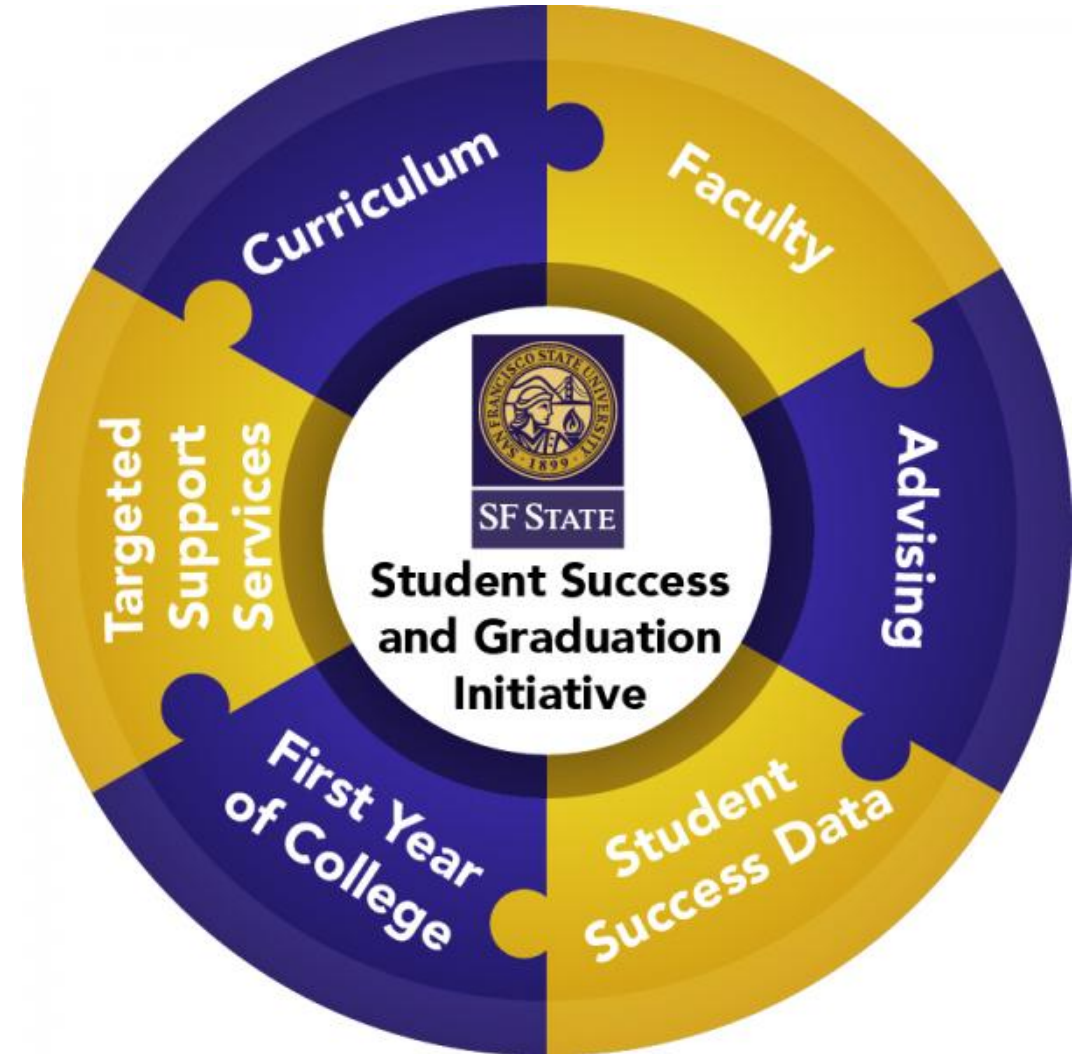 Curriculum
Faculty
Advising
Student
Success Data
First Year
of College
Targeted
Support
Services
SAN FRANCISCO STATE UNIVERSITY
· 1899 ·
SF STATE
Student Success
and Graduation
Initiative